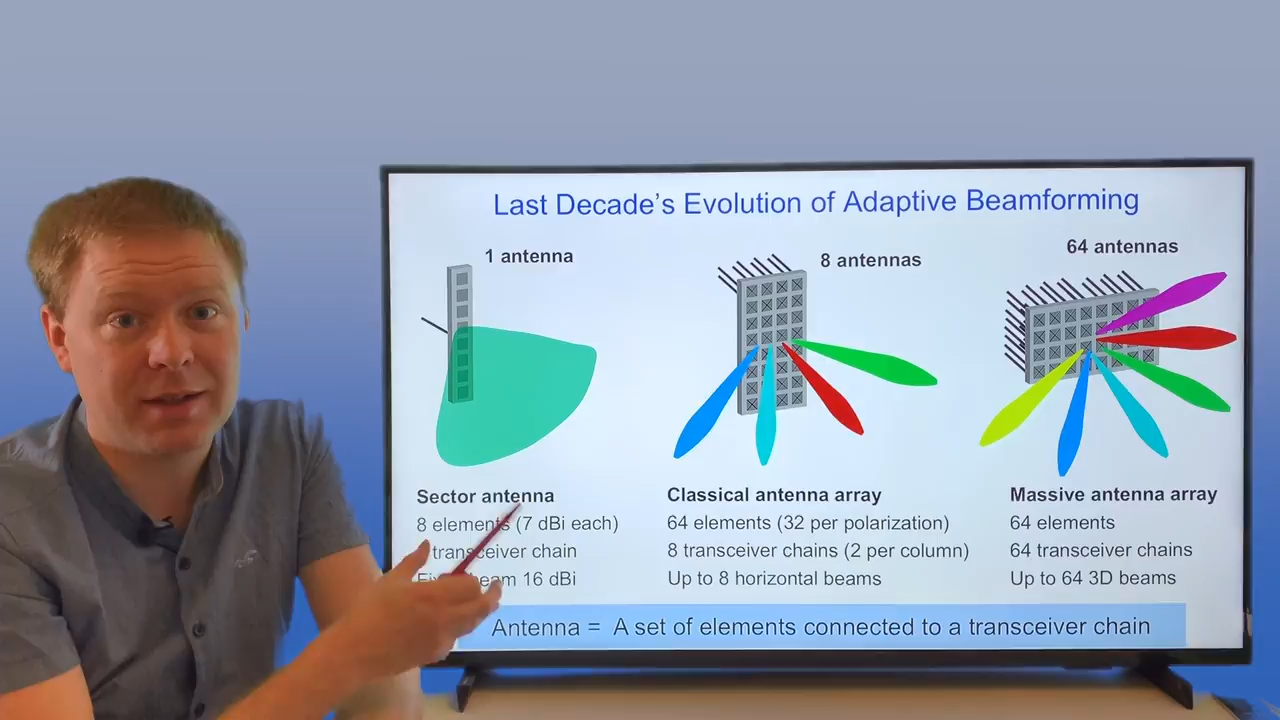 Last Decade's Evolution of Adaptive Beamforming
1 antenna
8 antennas
64 antennas
Sector antenna
8 elements (7 dBi each)
transceiver chain
beam 16 dBi
Classical antenna array
64 elements (32 per polarization)
8 transceiver chains (2 per column)
Up to 8 horizontal beams
Massive antenna array
64 elements
64 transceiver chains
Up to 64 3D beams
Antenna = A set of elements connected to a transceiver chain